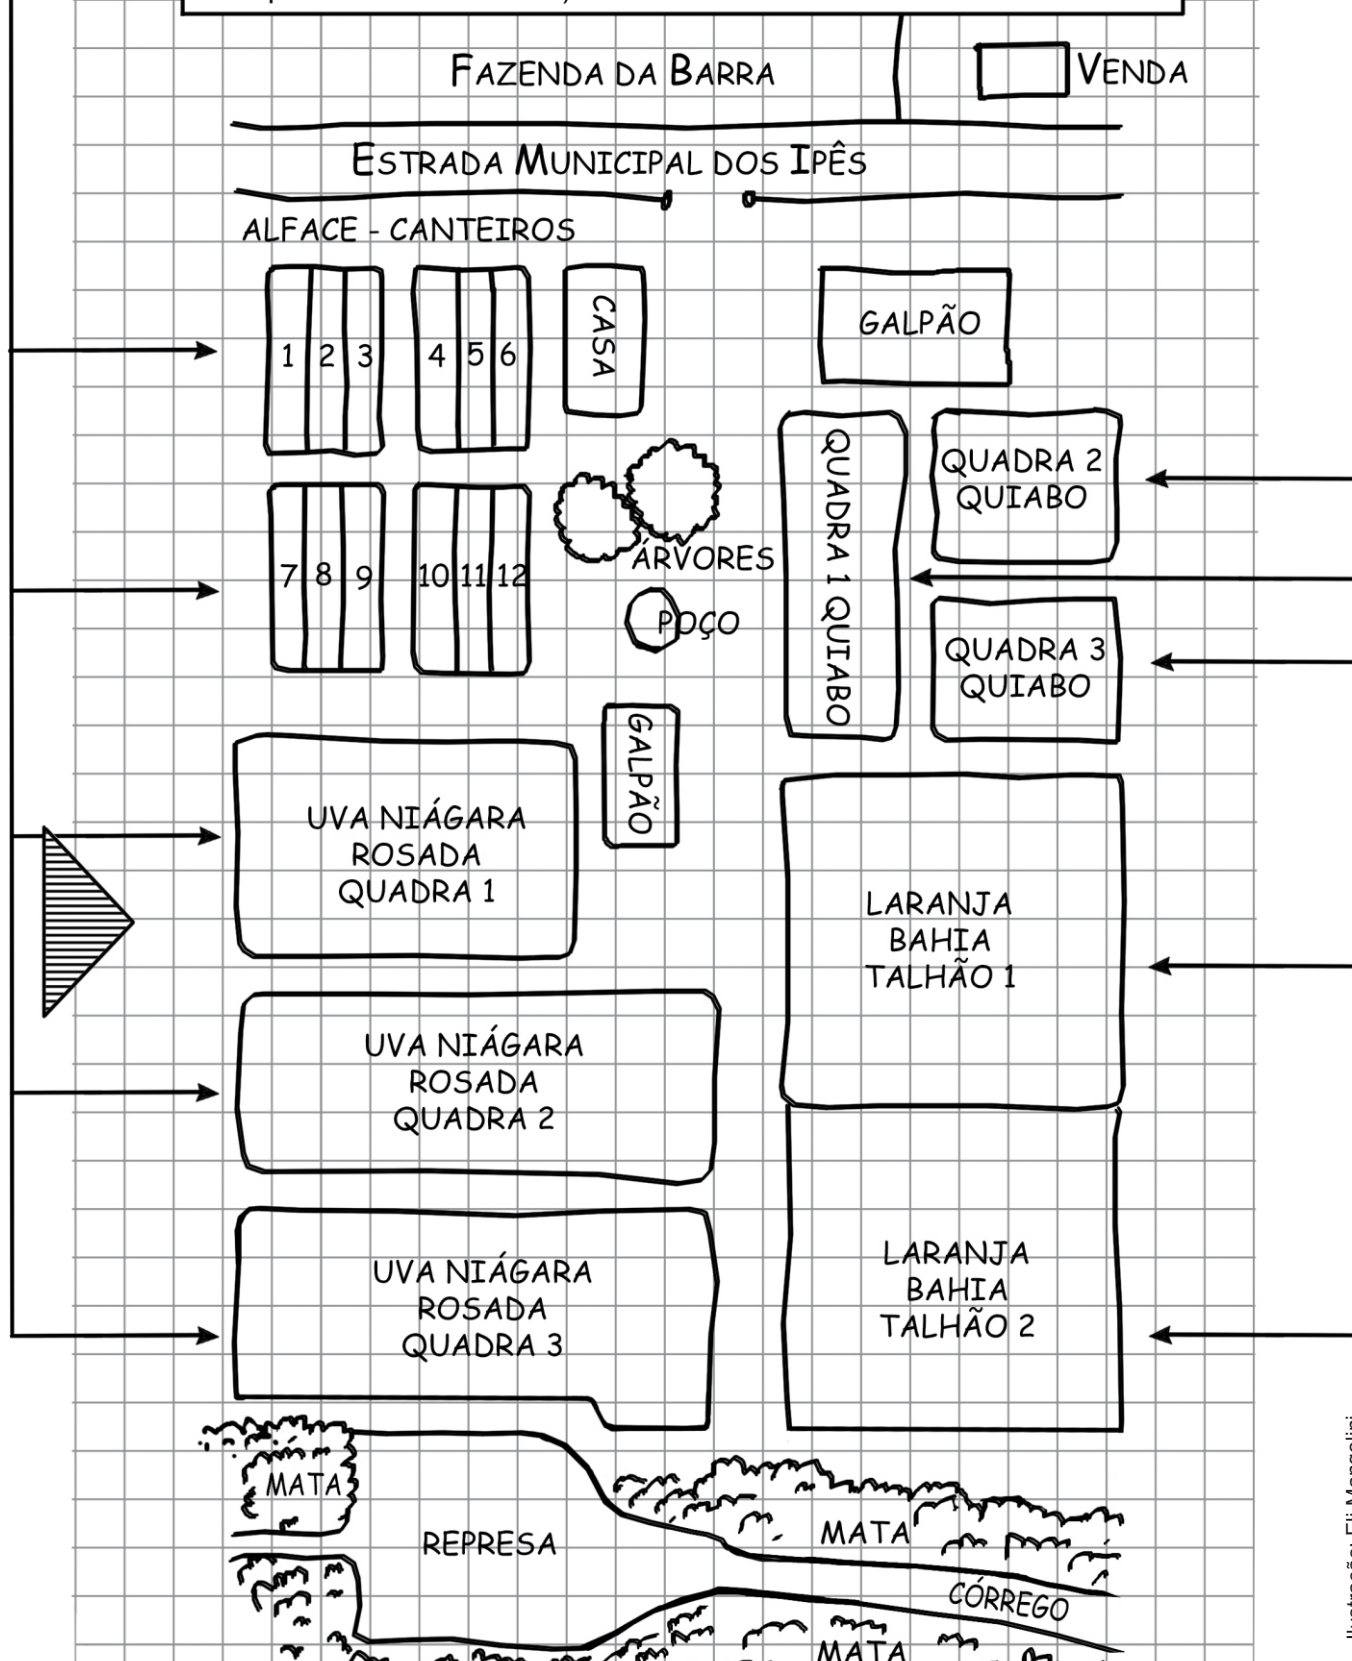 FAZENDA DA BARRA
VENDA
ESTRADA MUNICIPAL DOS IPÊS
ALFACE - CANTEIROS
1 2 3
4 5 6
CASA
GALPÃO
QUADRA 1 QUIABO
QUADRA 2
QUIABO
ÁRVORES
7 8 9
10 11 12
POÇO
QUADRA 3
QUIABO
GALPÃO
UVA NIÁGARA
ROSADA
QUADRA 1
LARANJA
BAHIA
TALHÃO 1
UVA NIÁGARA
ROSADA
QUADRA 2
UVA NIÁGARA
ROSADA
QUADRA 3
LARANJA
BAHIA
TALHÃO 2
MATA
REPRESA
MATA
CÓRREGO
MATA